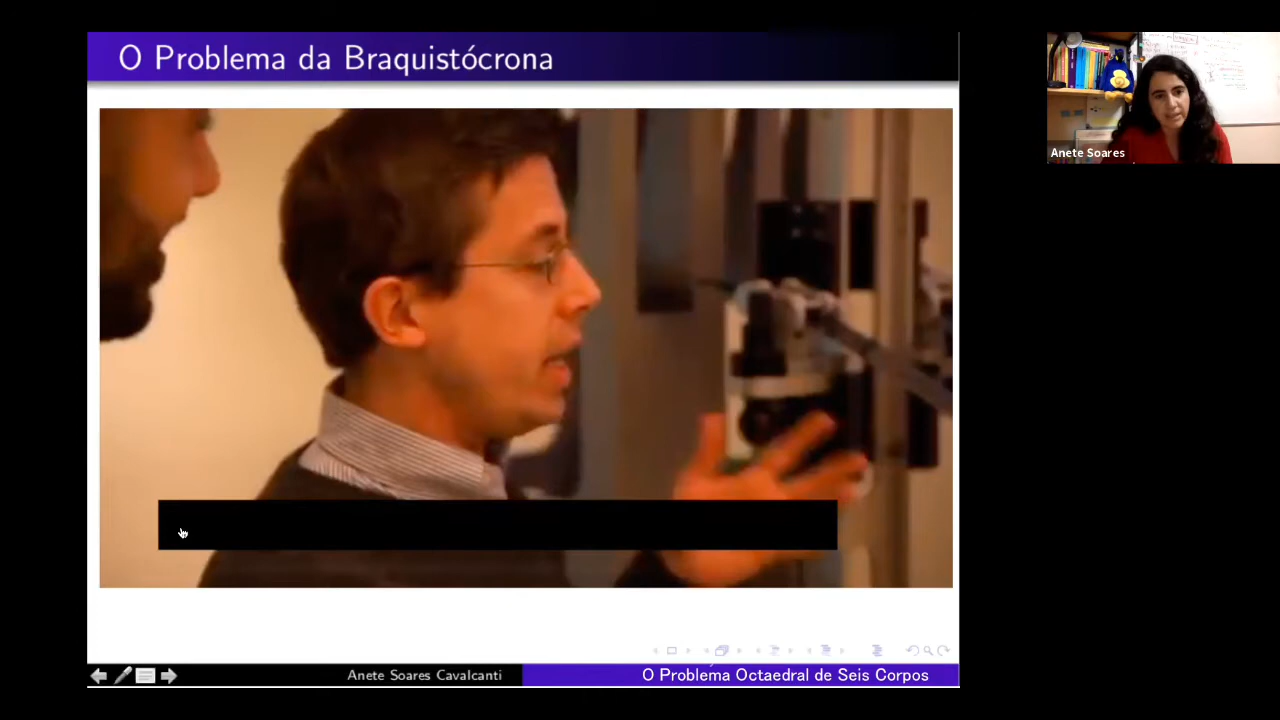 O Problema da Braquistócrona
Anete Soares
Anete Soares Cavalcanti
O Problema Octaedral de Seis Corpos